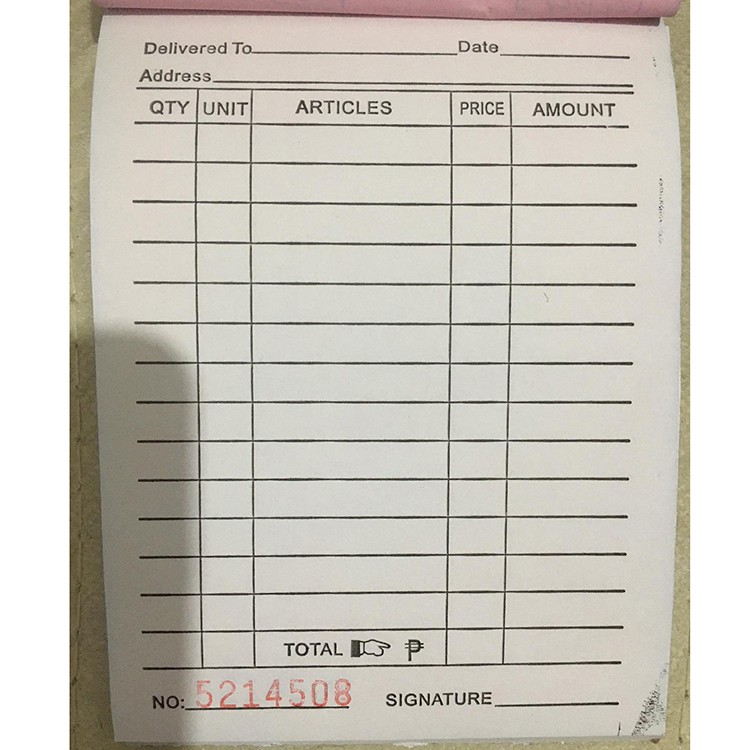 Delivered To Date
Address
QTY UNIT ARTICLES PRICE AMOUNT
TOTAL ₱
NO: 5214508 SIGNATURE